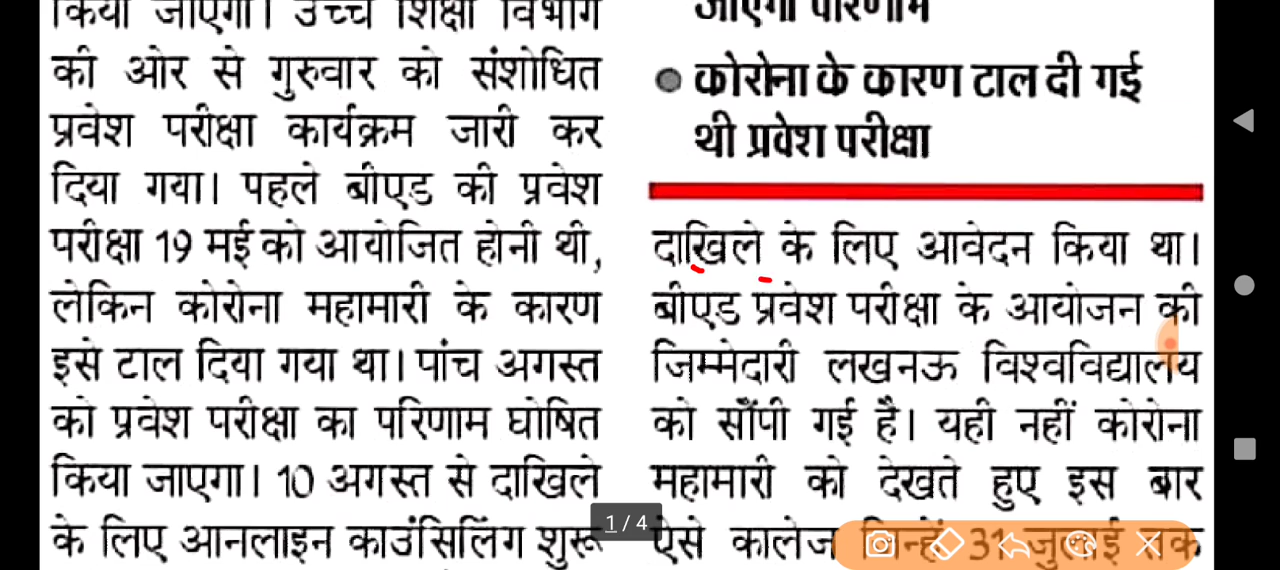 किया जाएगा। उच्च शिक्षा विभाग
की ओर से गुरुवार को संशोधित
प्रवेश परीक्षा कार्यक्रम जारी कर
दिया गया। पहले बीएड की प्रवेश
परीक्षा 19 मई को आयोजित होनी थी,
लेकिन कोरोना महामारी के कारण
इसे टाल दिया गया था। पांच अगस्त
को प्रवेश परीक्षा का परिणाम घोषित
किया जाएगा। 10 अगस्त से दाखिले
के लिए आनलाइन काउंसिलिंग शुरू
जाएगा परिणाम
कोरोना के कारण टाल दी गई
थी प्रवेश परीक्षा
दाखिले के लिए आवेदन किया था।
बीएड प्रवेश परीक्षा के आयोजन की
जिम्मेदारी लखनऊ विश्वविद्यालय
को सौंपी गई है। यही नहीं कोरोना
महामारी को देखते हुए इस बार
ऐसे कालेज जिन्हें 31 जुलाई तक
1 / 4